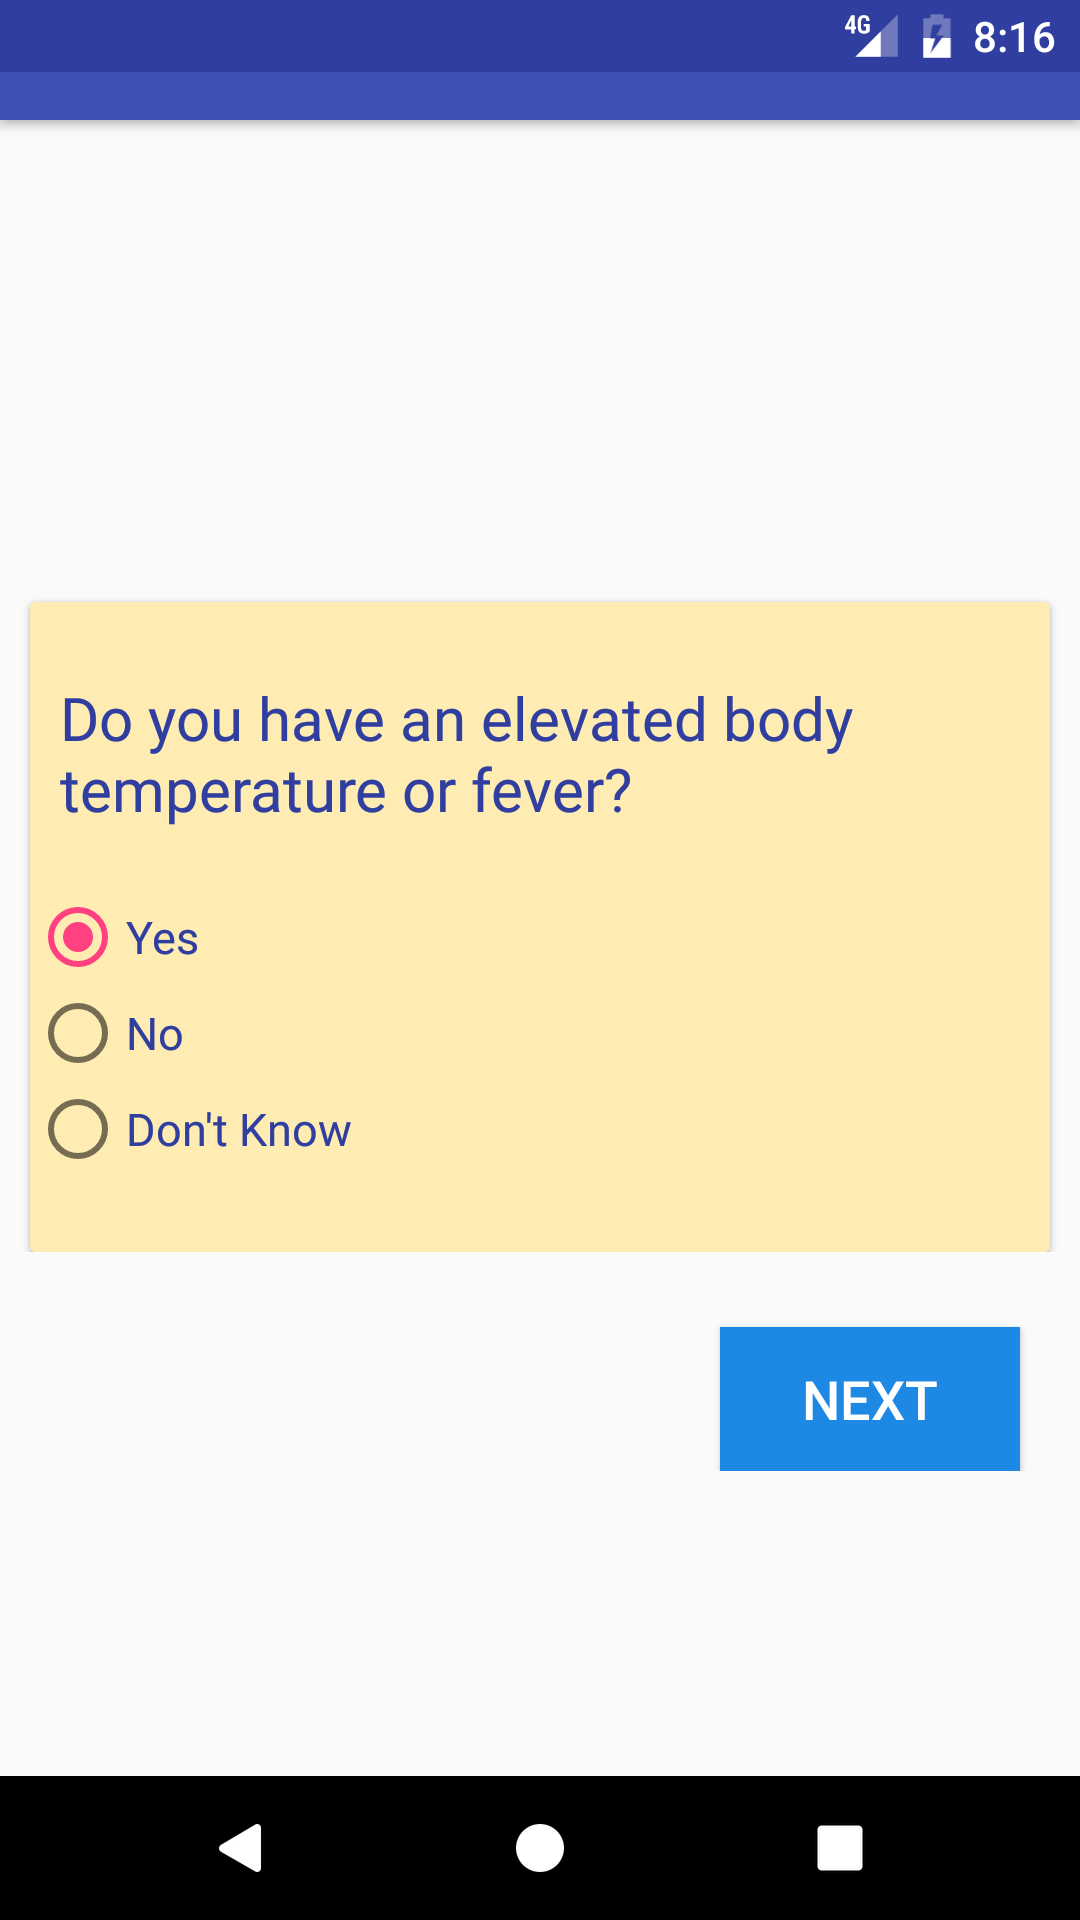 4G 8:16
Do you have an elevated body
temperature or fever?
Yes
No
Don't Know
NEXT